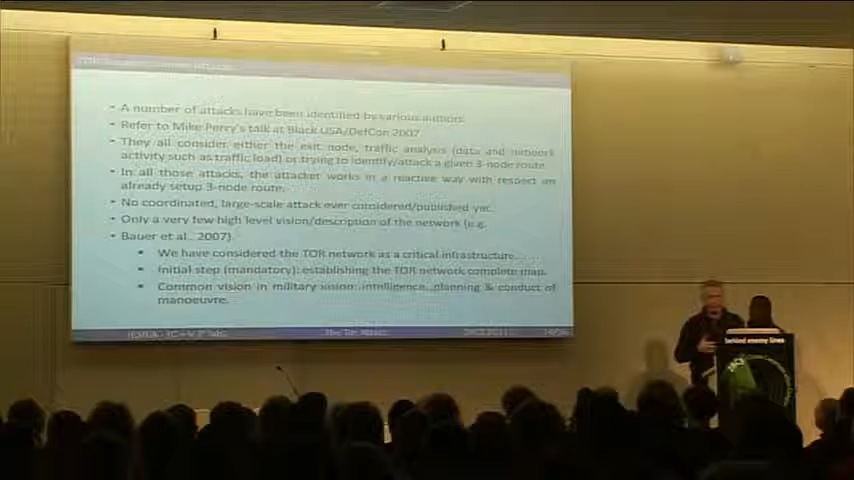 • A number of attacks have been identified by various authors.
• Refer to Mike Perry's talk at Black USA/DefCon 2007
• They all consider either the exit node, traffic analysis (data and network
activity such as traffic load) or trying to identify/attack a given 3-node route.
• In all those attacks, the attacker works in a reactive way with respect on
already setup 3-node route.
• No coordinated, large-scale attack ever considered/published yet.
• Only a very few high level vision/description of the network (e.g.
• Bauer et al., 2007).
• We have considered the TOR network as a critical infrastructure.
• Initial step (mandatory): establishing the TOR network complete map.
• Common vision in military vision: intelligence, planning & conduct of
manoeuvre.
The Tor Attack
behind enemy lines